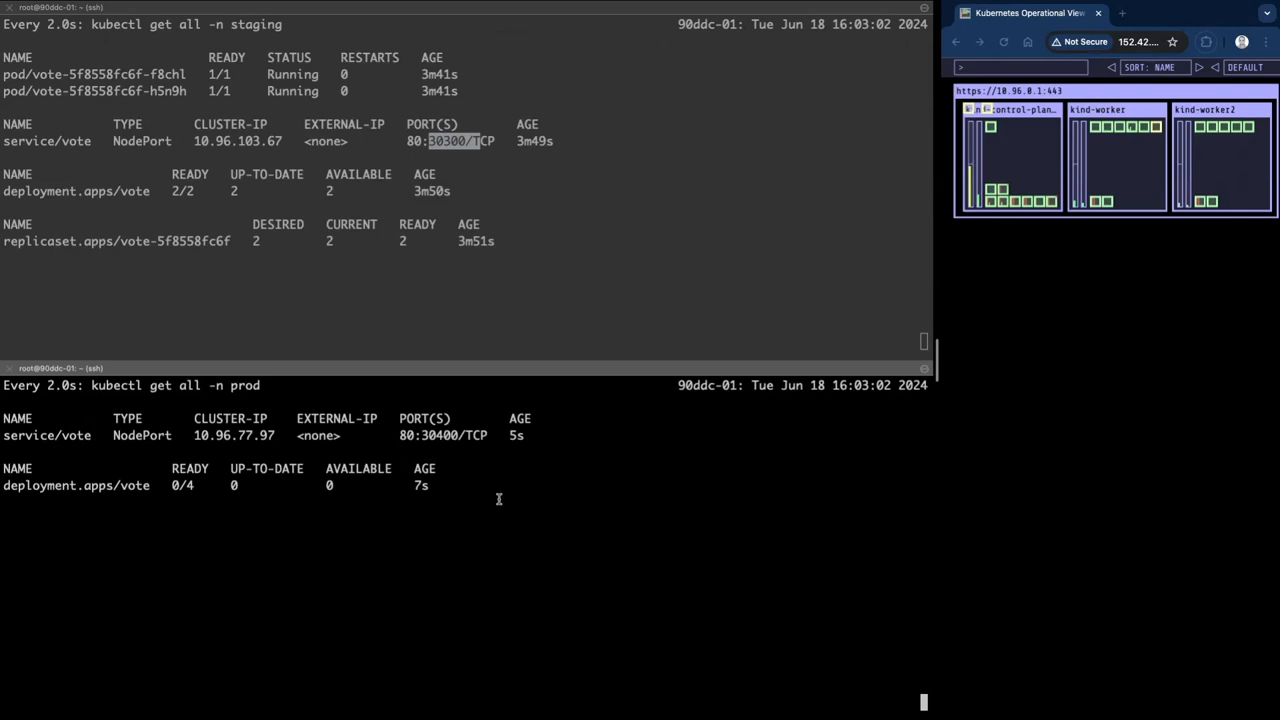 root@90ddc-01: ~ (ssh)
Every 2.0s: kubectl get all -n staging 90ddc-01: Tue Jun 18 16:03:02 2024
NAME READY STATUS RESTARTS AGE
pod/vote-5f8558fc6f-f8chl 1/1 Running 0 3m41s
pod/vote-5f8558fc6f-h5n9h 1/1 Running 0 3m41s
NAME TYPE CLUSTER-IP EXTERNAL-IP PORT(S) AGE
service/vote NodePort 10.96.103.67 <none> 80:30300/TCP 3m49s
NAME READY UP-TO-DATE AVAILABLE AGE
deployment.apps/vote 2/2 2 2 3m50s
NAME DESIRED CURRENT READY AGE
replicaset.apps/vote-5f8558fc6f 2 2 2 3m51s
root@90ddc-01: ~ (ssh)
Every 2.0s: kubectl get all -n prod 90ddc-01: Tue Jun 18 16:03:02 2024
NAME TYPE CLUSTER-IP EXTERNAL-IP PORT(S) AGE
service/vote NodePort 10.96.77.97 <none> 80:30400/TCP 5s
NAME READY UP-TO-DATE AVAILABLE AGE
deployment.apps/vote 0/4 0 0 7s
Kubernetes Operational View
Not Secure 152.42....
> SORT: NAME DEFAULT
https://10.96.0.1:443
kind-worker kind-worker2